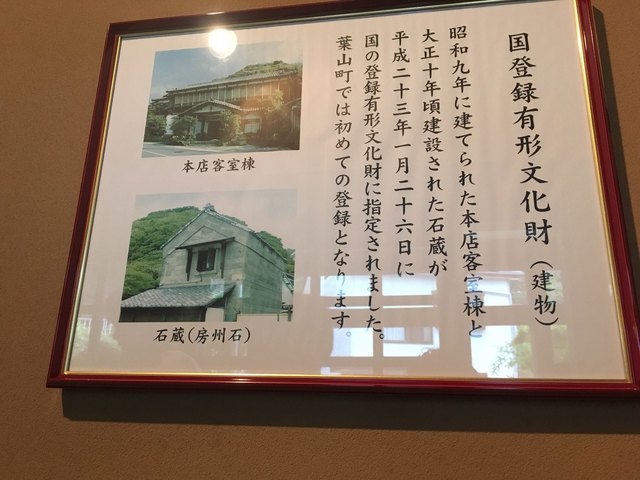 国登録有形文化財（建物）
昭和九年に建てられた本店客室棟と
大正十年頃建設された石蔵が
平成二十三年一月二十六日に
国の登録有形文化財に指定されました。
葉山町では初めての登録となります。
本店客室棟
石蔵(房州石)